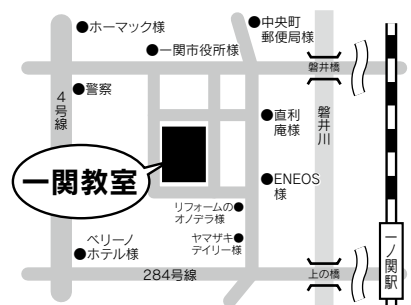 ●ホーマック様
●中央町
郵便局様
●一関市役所様
磐井橋
●警察
4号線
●直利
庵様
磐井川
一関教室
●ENEOS
様
リフォームの
オノデラ様●
ヤマザキ
デイリー様●
ベリーノ
●ホテル様
一ノ関駅
284号線
上の橋